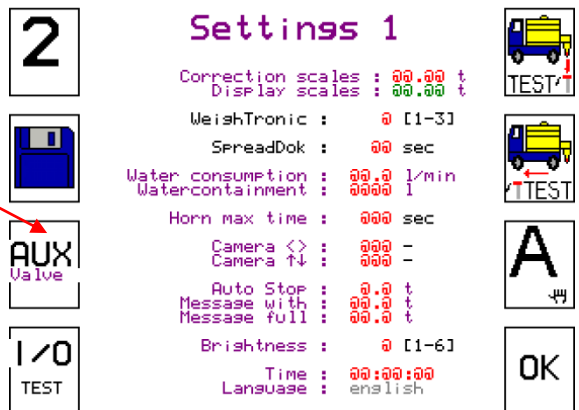 2
Settings 1
TEST/T
Correction scales : 00.00 t
Display scales : 00.00 t
WeighTronic : 0 [1-3]
SpreadDok : 00 sec
/TTEST
Water consumption : 00.0 l/min
Watercontainment : 0000 l
Horn max time : 000 sec
AUX
Valve
Camera <> : 000 -
Camera ↑↓ : 000 -
A
Auto Stop : 0.0 t
Message with : 00.0 t
Message full : 00.0 t
Brightness : 0 [1-6]
I/O
TEST
OK
Time : 00:00:00
Language : english